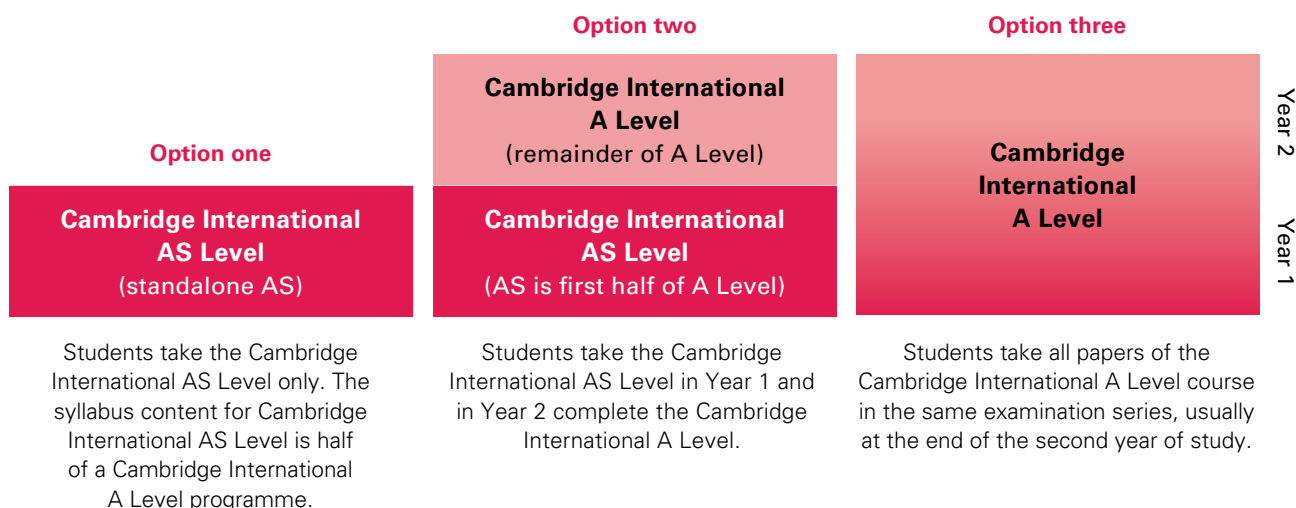 Option one
Cambridge International
AS Level
(standalone AS)
Students take the Cambridge
International AS Level only. The
syllabus content for Cambridge
International AS Level is half
of a Cambridge International
A Level programme.
Option two
Cambridge International
A Level
(remainder of A Level)
Cambridge International
AS Level
(AS is first half of A Level)
Students take the Cambridge
International AS Level in Year 1 and
in Year 2 complete the Cambridge
International A Level.
Option three
Cambridge
International
A Level
Students take all papers of the
Cambridge International A Level course
in the same examination series, usually
at the end of the second year of study.
Year 2
Year 1